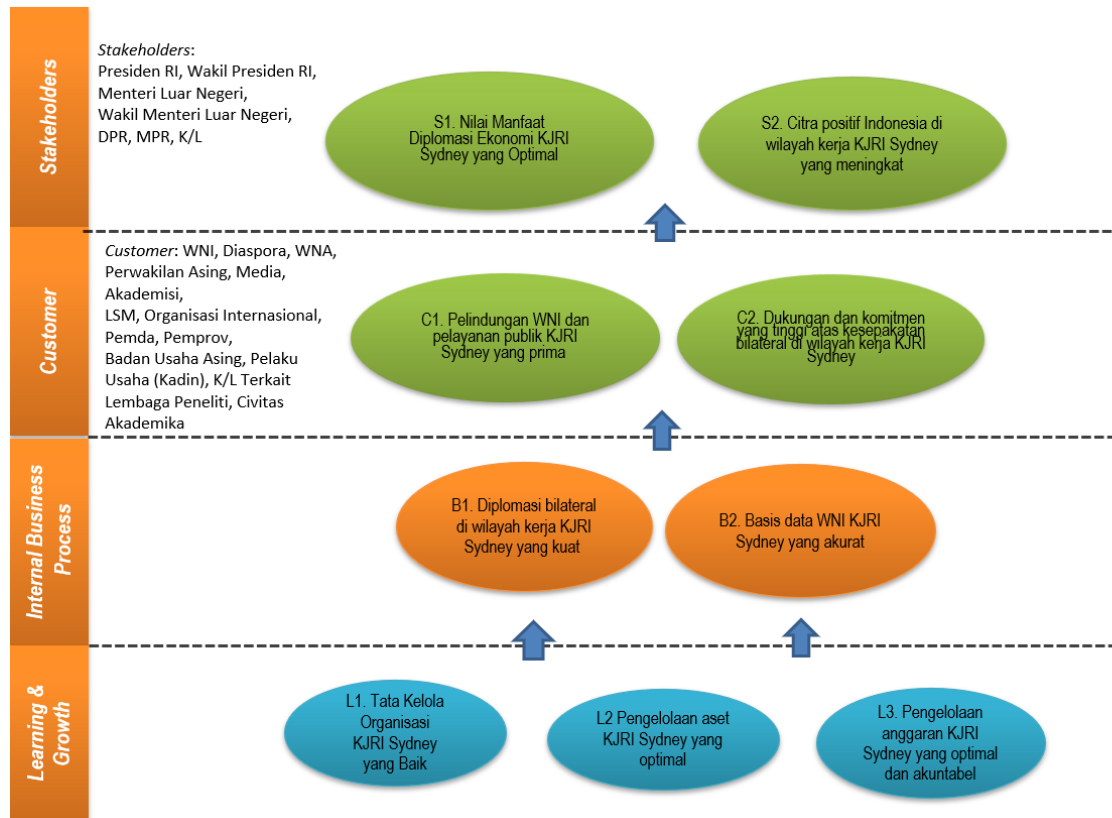 Stakeholders
Stakeholders:
Presiden RI, Wakil Presiden RI,
Menteri Luar Negeri,
Wakil Menteri Luar Negeri,
DPR, MPR, K/L
S1. Nilai Manfaat
Diplomasi Ekonomi KJRI
Sydney yang Optimal
S2. Citra positif Indonesia di
wilayah kerja KJRI Sydney
yang meningkat
Customer
Customer: WNI, Diaspora, WNA,
Perwakilan Asing, Media,
Akademisi,
LSM, Organisasi Internasional,
Pemda, Pemprov,
Badan Usaha Asing, Pelaku
Usaha (Kadin), K/L Terkait
Lembaga Peneliti, Civitas
Akademika
C1. Pelindungan WNI dan
pelayanan publik KJRI
Sydney yang prima
C2. Dukungan dan komitmen
yang tinggi atas kesepakatan
bilateral di wilayah kerja KJRI
Sydney
Internal Business
Process
B1. Diplomasi bilateral
di wilayah kerja KJRI
Sydney yang kuat
B2. Basis data WNI KJRI
Sydney yang akurat
Learning &
Growth
L1. Tata Kelola
Organisasi
KJRI Sydney
yang Baik
L2 Pengelolaan aset
KJRI Sydney yang
optimal
L3. Pengelolaan
anggaran KJRI
Sydney yang optimal
dan akuntabel